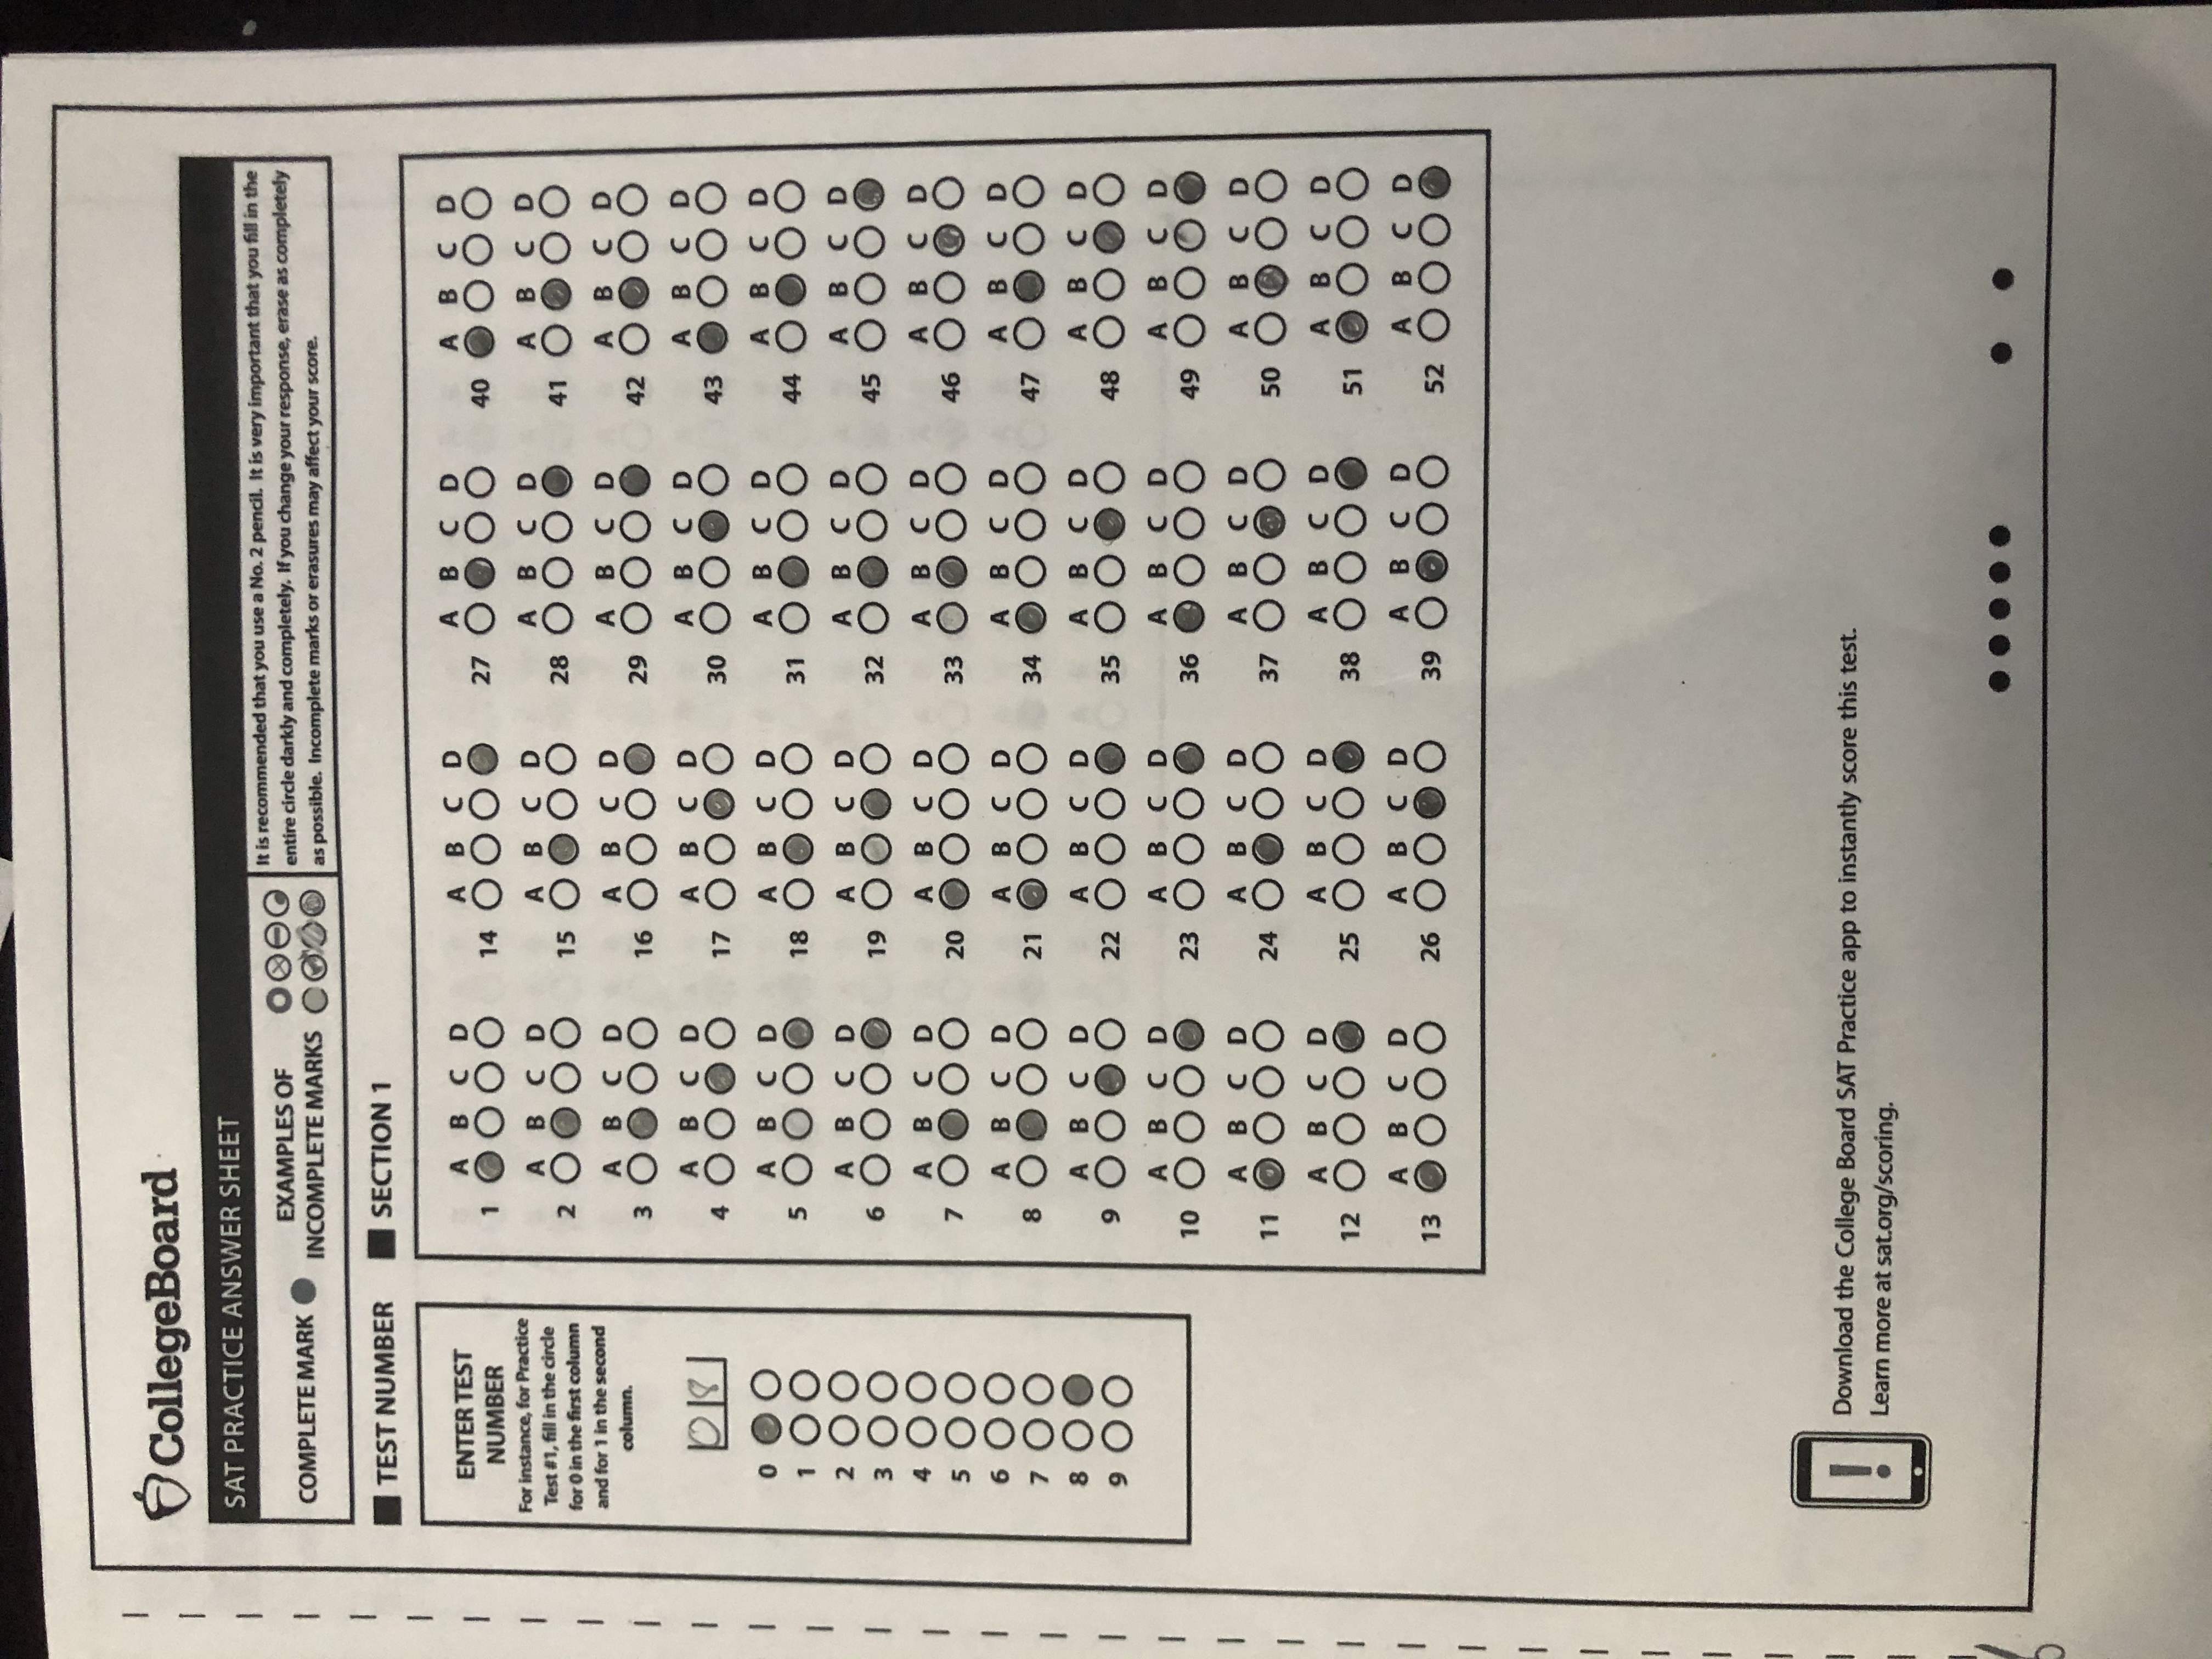 CollegeBoard
SAT PRACTICE ANSWER SHEET
COMPLETE MARK
EXAMPLES OF
INCOMPLETE MARKS
It is recommended that you use a No. 2 pencil. It is very important that you fill in the
entire circle darkly and completely. If you change your response, erase as completely
as possible. Incomplete marks or erasures may affect your score.
TEST NUMBER
ENTER TEST
NUMBER
For instance, for Practice
Test #1, fill in the circle
for 0 in the first column
and for 1 in the second
column.
0 8
0
1
2
3
4
5
6
7
8
9
SECTION 1
A B C D
1
A B C D
2
A B C D
3
A B C D
4
A B C D
5
A B C D
6
A B C D
7
A B C D
8
A B C D
9
A B C D
10
A B C D
11
A B C D
12
A B C D
13
A B C D
14
A B C D
15
A B C D
16
A B C D
17
A B C D
18
A B C D
19
A B C D
20
A B C D
21
A B C D
22
A B C D
23
A B C D
24
A B C D
25
A B C D
26
A B C D
27
A B C D
28
A B C D
29
A B C D
30
A B C D
31
A B C D
32
A B C D
33
A B C D
34
A B C D
35
A B C D
36
A B C D
37
A B C D
38
A B C D
39
A B C D
40
A B C D
41
A B C D
42
A B C D
43
A B C D
44
A B C D
45
A B C D
46
A B C D
47
A B C D
48
A B C D
49
A B C D
50
A B C D
51
A B C D
52
Download the College Board SAT Practice app to instantly score this test.
Learn more at sat.org/scoring.